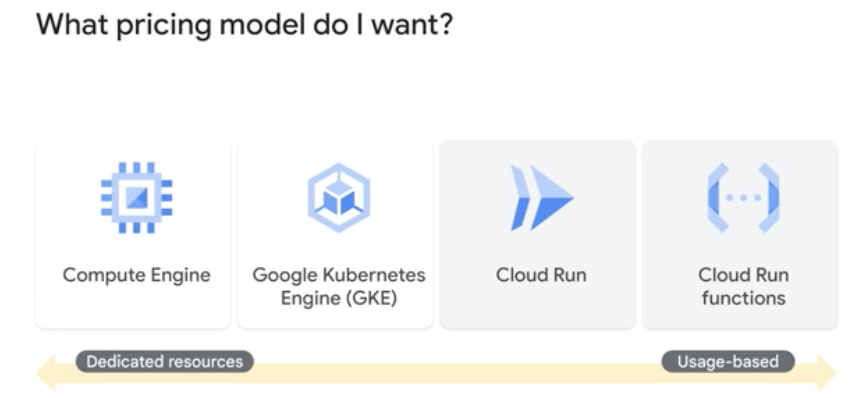 What pricing model do I want?
Compute Engine
Google Kubernetes
Engine (GKE)
Cloud Run
Cloud Run
functions
Dedicated resources
Usage-based